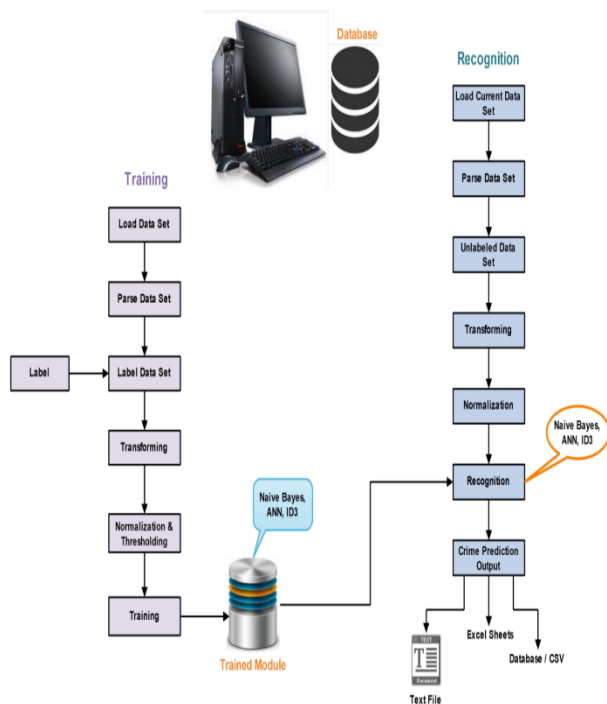 Database
Recognition
Load Current Data
Set
Parse Data Set
Unlabeled Data
Set
Transforming
Normalization
Naive Bayes,
ANN, ID3
Recognition
Crime Prediction
Output
TEXT
T
Document
Text File
Excel Sheets
Database / CSV
Training
Load Data Set
Parse Data Set
Label
Label Data Set
Transforming
Normalization &
Thresholding
Training
Naive Bayes,
ANN, ID3
Trained Module